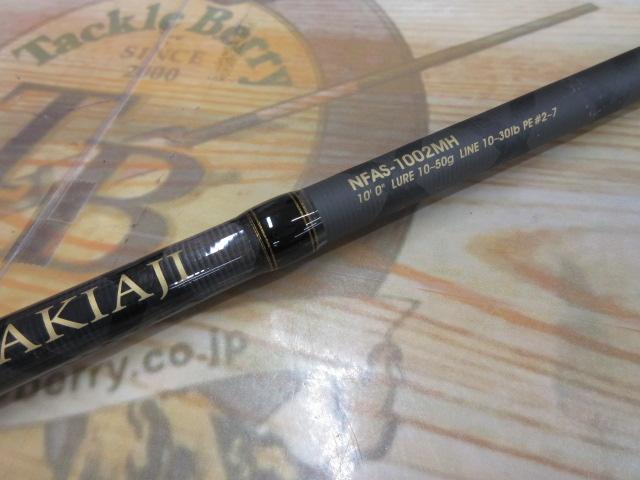 Tackle Berry
SINCE
2000
TB
NFAS-1002MH
10'0" LURE 10-50g LINE 10-30lb PE #2-7
AKIAJI
berry.co.jp